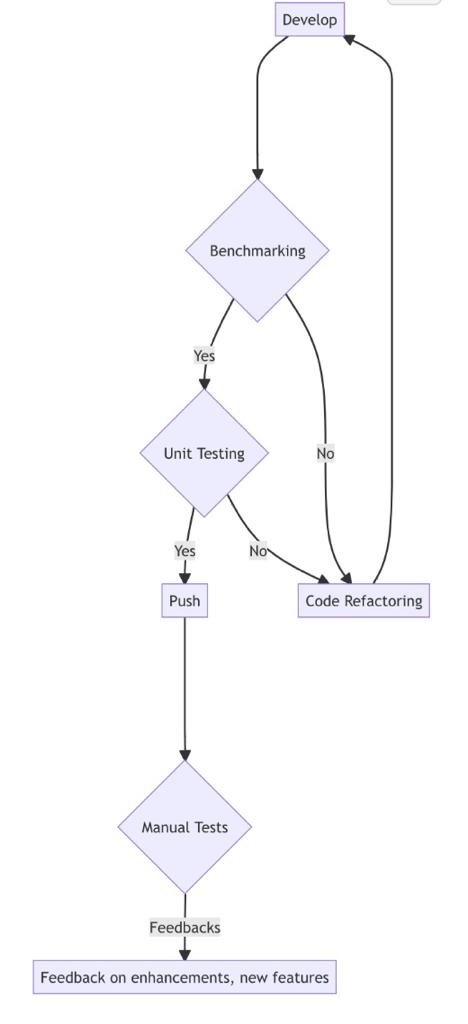 Develop
Benchmarking
Yes
Unit Testing
No
Yes
No
Push
Code Refactoring
Manual Tests
Feedbacks
Feedback on enhancements, new features